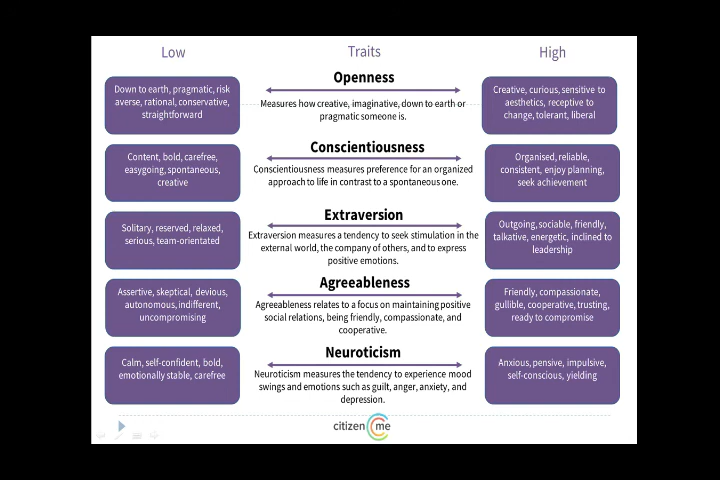 Low
Traits
High
Openness
Down to earth, pragmatic, risk
averse, rational, conservative,
straightforward
Measures how creative, imaginative, down to earth or
pragmatic someone is.
Creative, curious, sensitive to
aesthetics, receptive to
change, tolerant, liberal
Conscientiousness
Content, bold, carefree,
easygoing, spontaneous,
creative
Conscientiousness measures preference for an organized
approach to life in contrast to a spontaneous one.
Organised, reliable,
consistent, enjoy planning,
seek achievement
Extraversion
Solitary, reserved, relaxed,
serious, team-orientated
Extraversion measures a tendency to seek stimulation in the
external world, the company of others, and to express
positive emotions.
Outgoing, sociable, friendly,
talkative, energetic, inclined to
leadership
Agreeableness
Assertive, skeptical, devious,
autonomous, indifferent,
uncompromising
Agreeableness relates to a focus on maintaining positive
social relations, being friendly, compassionate, and
cooperative.
Friendly, compassionate,
gullible, cooperative, trusting,
ready to compromise
Neuroticism
Calm, self-confident, bold,
emotionally stable, carefree
Neuroticism measures the tendency to experience mood
swings and emotions such as guilt, anger, anxiety, and
depression.
Anxious, pensive, impulsive,
self-conscious, yielding
citizen me